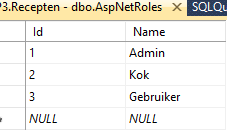 P3.Recepten - dbo.AspNetRoles SQLQu
Id Name
1 Admin
2 Kok
3 Gebruiker
NULL NULL